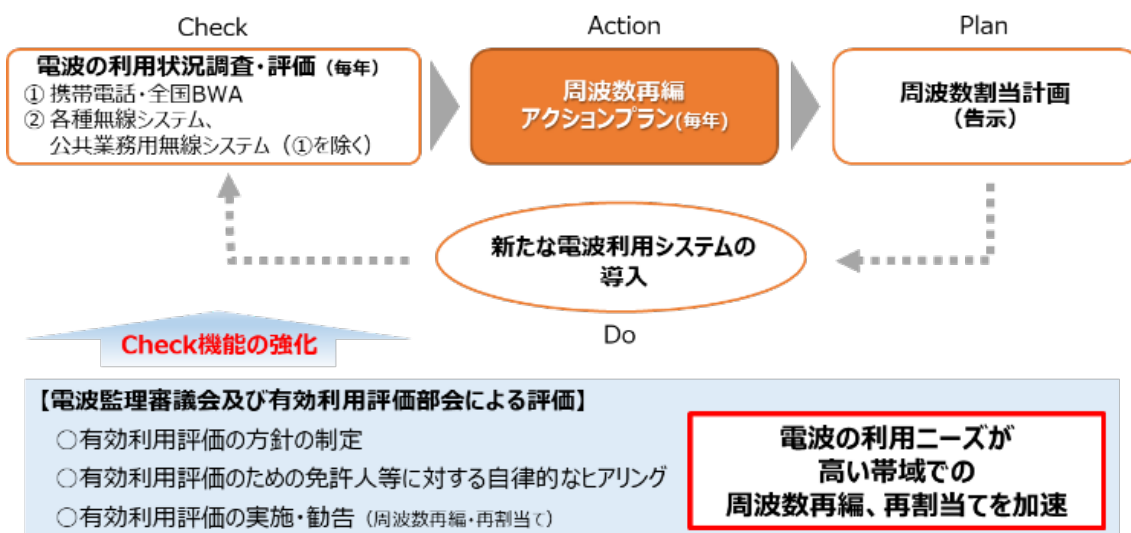 Check
電波の利用状況調査・評価（毎年）
① 携帯電話・全国BWA
② 各種無線システム、
公共業務用無線システム（①を除く）
Action
周波数再編
アクションプラン(毎年)
Plan
周波数割当計画
（告示）
新たな電波利用システムの
導入
Do
Check機能の強化
【電波監理審議会及び有効利用評価部会による評価】
○有効利用評価の方針の制定
○有効利用評価のための免許人等に対する自律的なヒアリング
○有効利用評価の実施・勧告（周波数再編・再割当て）
電波の利用ニーズが
高い帯域での
周波数再編、再割当てを加速